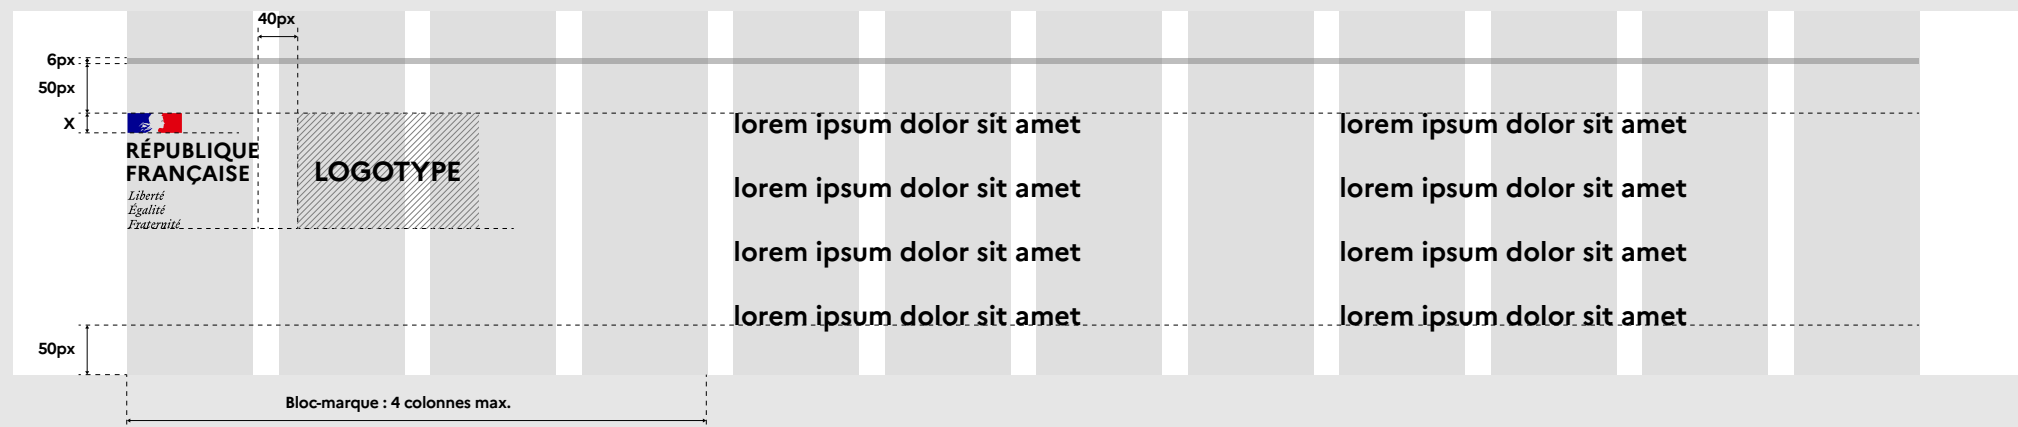 40px
6px
50px
X
RÉPUBLIQUE
FRANÇAISE
Liberté
Égalité
Fraternité
LOGOTYPE
lorem ipsum dolor sit amet
lorem ipsum dolor sit amet
lorem ipsum dolor sit amet
lorem ipsum dolor sit amet
lorem ipsum dolor sit amet
lorem ipsum dolor sit amet
lorem ipsum dolor sit amet
lorem ipsum dolor sit amet
50px
Bloc-marque : 4 colonnes max.